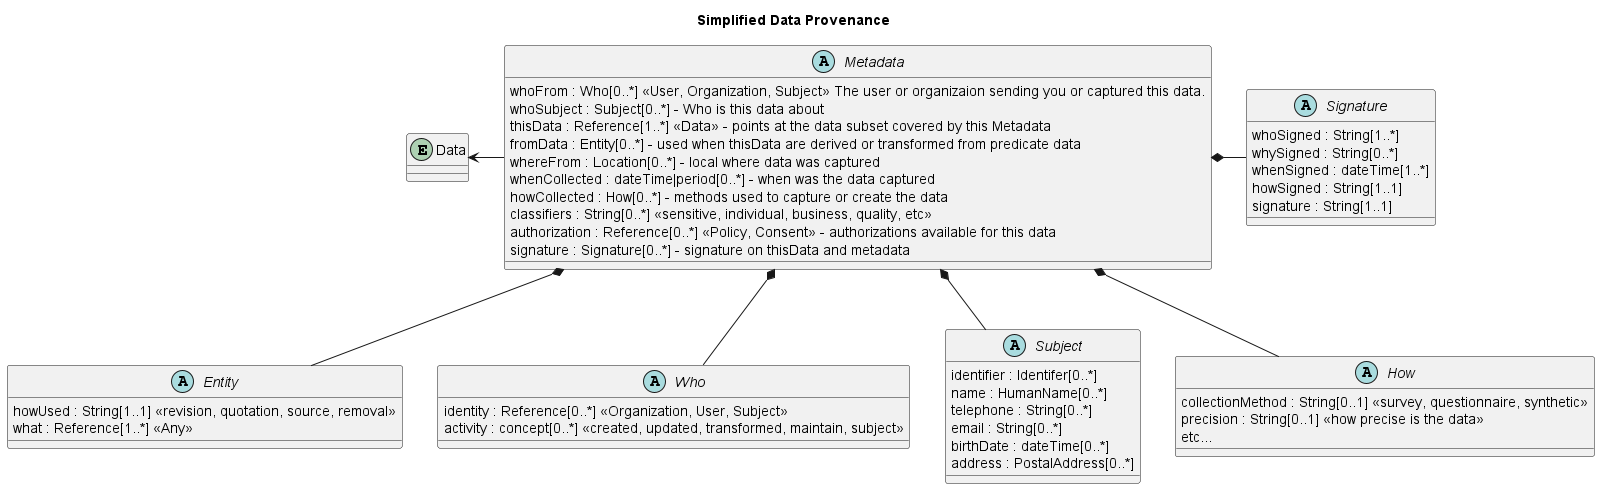 Simplified Data Provenance
A Metadata
whoFrom : Who[0..*] «User, Organization, Subject» The user or organizaion sending you or captured this data.
whoSubject : Subject[0..*] – Who is this data about
thisData : Reference[1..*] «Data» – points at the data subset covered by this Metadata
fromData : Entity[0..*] – used when thisData are derived or transformed from predicate data
whereFrom : Location[0..*] – local where data was captured
whenCollected : dateTime|period[0..*] – when was the data captured
howCollected : How[0..*] – methods used to capture or create the data
classifiers : String[0..*] «sensitive, individual, business, quality, etc»
authorization : Reference[0..*] «Policy, Consent» – authorizations available for this data
signature : Signature[0..*] – signature on thisData and metadata
E Data
A Signature
whoSigned : String[1..*]
whySigned : String[0..*]
whenSigned : dateTime[1..*]
howSigned : String[1..1]
signature : String[1..1]
A Entity
howUsed : String[1..1] «revision, quotation, source, removal»
what : Reference[1..*] «Any»
A Who
identity : Reference[0..*] «Organization, User, Subject»
activity : concept[0..*] «created, updated, transformed, maintain, subject»
A Subject
identifier : Identifer[0..*]
name : HumanName[0..*]
telephone : String[0..*]
email : String[0..*]
birthDate : dateTime[0..*]
address : PostalAddress[0..*]
A How
collectionMethod : String[0..1] «survey, questionnaire, synthetic»
precision : String[0..1] «how precise is the data»
etc...